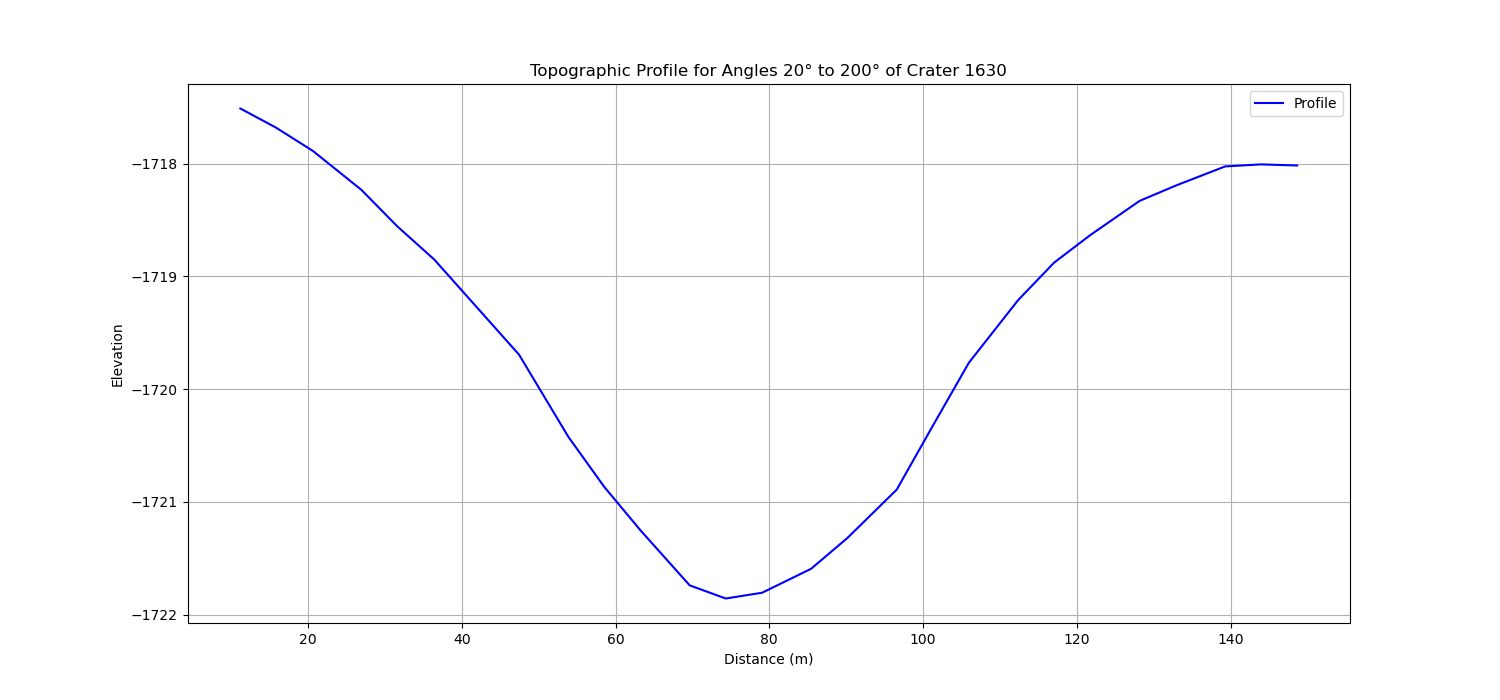 Topographic Profile for Angles 20° to 200° of Crater 1630
Profile
−1718
−1719
−1720
−1721
−1722
Elevation
20 40 60 80 100 120 140
Distance (m)